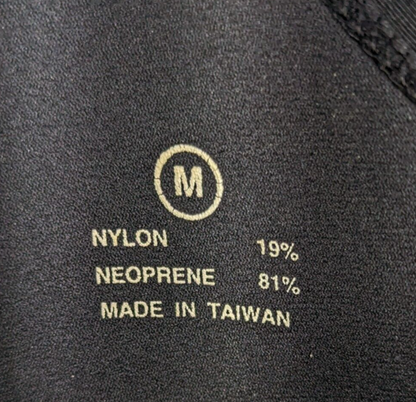 M
NYLON 19%
NEOPRENE 81%
MADE IN TAIWAN